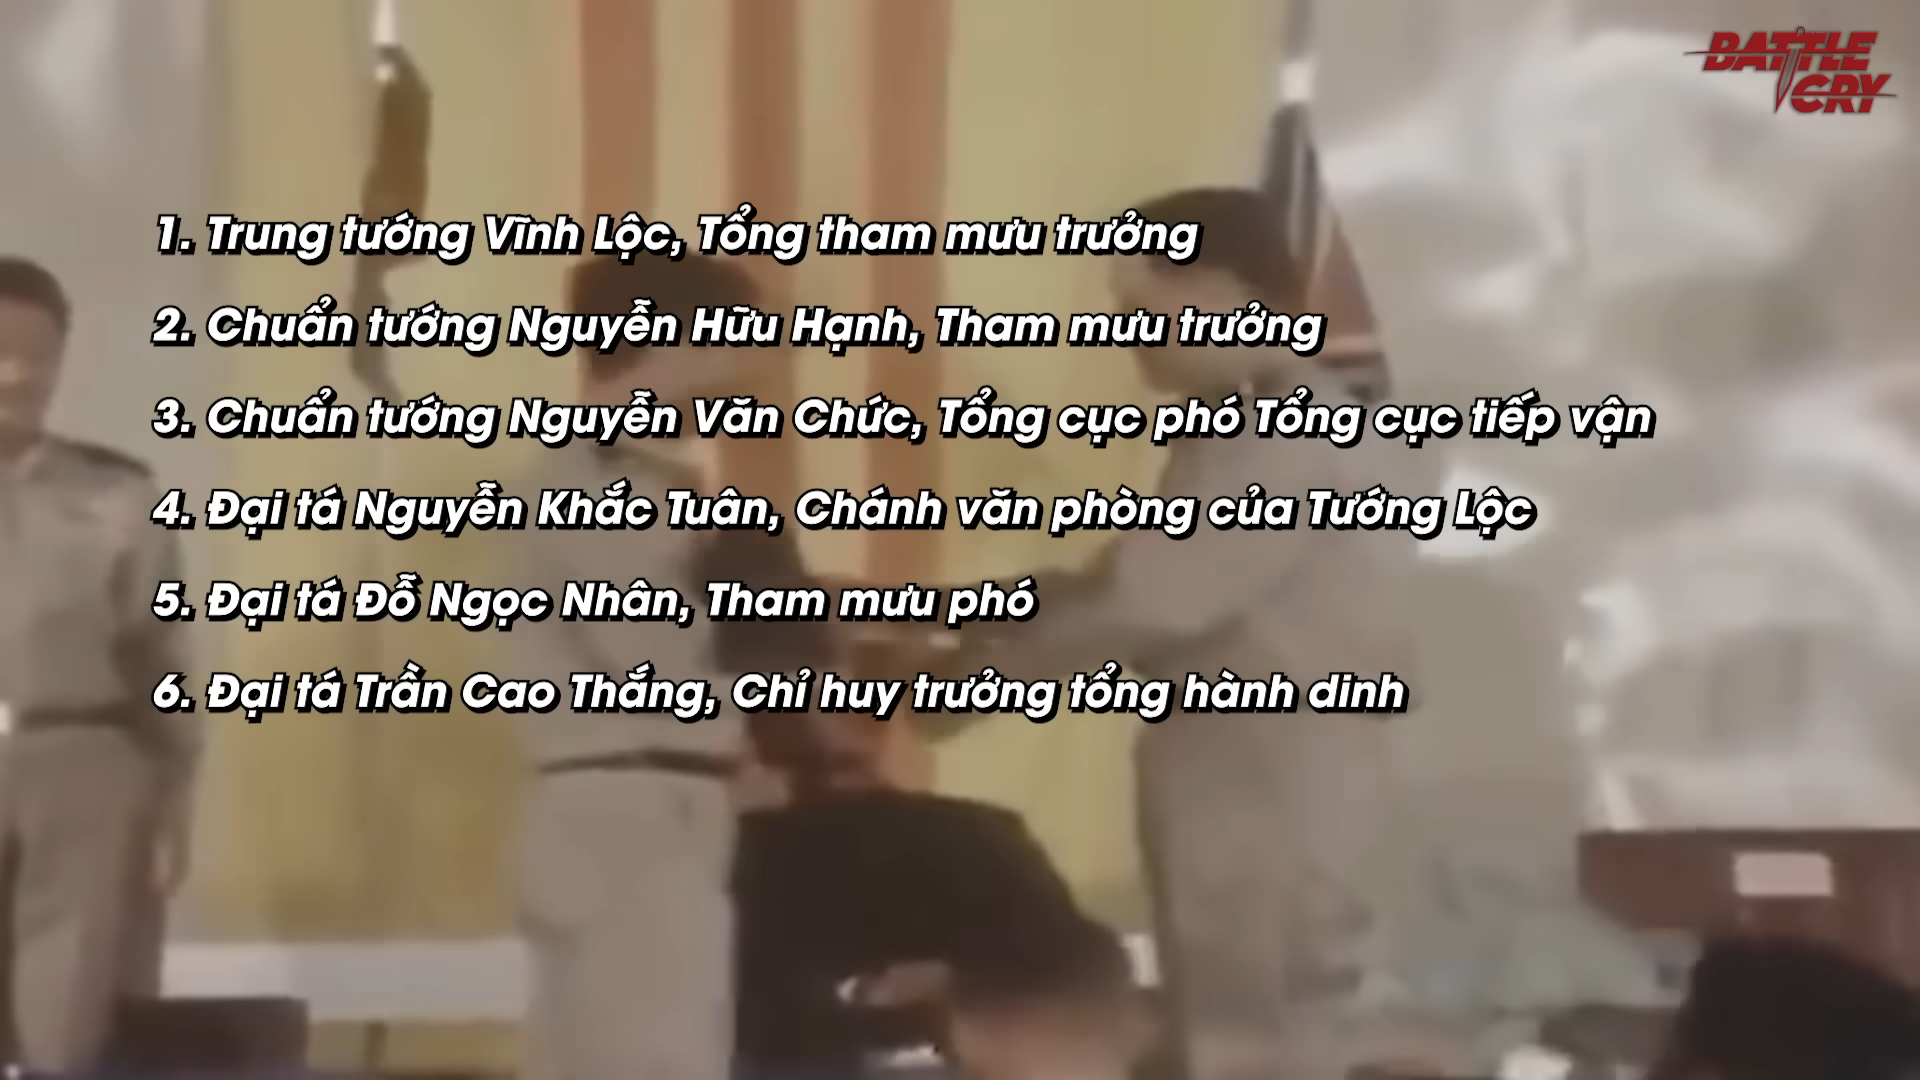 BATTLE
CRY
1. Trung tướng Vĩnh Lộc, Tổng tham mưu trưởng
2. Chuẩn tướng Nguyễn Hữu Hạnh, Tham mưu trưởng
3. Chuẩn tướng Nguyễn Văn Chức, Tổng cục phó Tổng cục tiếp vận
4. Đại tá Nguyễn Khắc Tuân, Chánh văn phòng của Tướng Lộc
5. Đại tá Đỗ Ngọc Nhân, Tham mưu phó
6. Đại tá Trần Cao Thắng, Chỉ huy trưởng tổng hành dinh